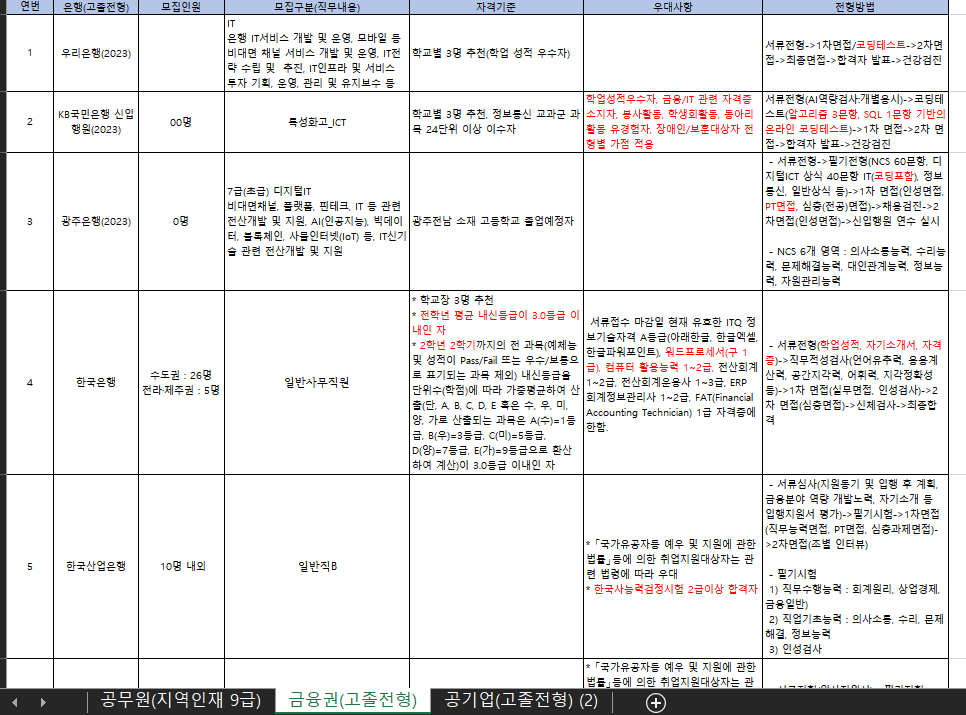 연번 은행(고졸전형) 모집인원 모집구분(직무내용) 자격기준 우대사항 전형방법
1
우리은행(2023)
IT
은행 IT서비스 개발 및 운영, 모바일 등
비대면 채널 서비스 개발 및 운영, IT전
략 수립 및 추진, IT인프라 및 서비스
투자 기획, 운영, 관리 및 유지보수 등
학교별 3명 추천(학업 성적 우수자)
서류전형->1차면접/코딩테스트->2차면
접->최종면접->합격자 발표->건강검진
2
KB국민은행 신입
행원(2023)
00명
특성화고_ICT
학교별 3명 추천, 정보통신 교과군 과
목 24단위 이상 이수자
학업성적우수자, 금융/IT 관련 자격증
소지자, 봉사활동, 학생회활동, 동아리
활동 유경험자, 장애인/보훈대상자 전
형별 가점 적용
서류전형(AI역량검사:개별응시)->코딩테
스트(알고리즘 3문항, SQL 1문항 기반의
온라인 코딩테스트)->1차 면접->2차 면
접->합격자 발표->건강검진
3
광주은행(2023)
0명
7급(초급) 디지털IT
비대면채널, 플랫폼, 핀테크, IT 등 관련
전산개발 및 지원, AI(인공지능), 빅데이
터, 블록체인, 사물인터넷(IoT) 등, IT신기
술 관련 전산개발 및 지원
광주전남 소재 고등학교 졸업예정자
- 서류전형->필기전형(NCS 60문항, 디
지털ICT 상식 40문항 IT(코딩포함), 정보
통신, 일반상식 등)->1차 면접(인성면접,
PT면접, 심층(전공)면접)->채용검진->2
차면접(인성면접)->신입행원 연수 실시
- NCS 6개 영역 : 의사소통능력, 수리능
력, 문제해결능력, 대인관계능력, 정보능
력, 자원관리능력
4
한국은행
수도권 : 26명
전라·제주권 : 5명
일반사무직원
* 학교장 3명 추천
* 전학년 평균 내신등급이 3.0등급 이
내인 자
* 2학년 2학기까지의 전 과목(예체능
및 성적이 Pass/Fail 또는 우수/보통으
로 표기되는 과목 제외) 내신등급을
단위수(학점)에 따라 가중평균하여 산
출(단, A, B, C, D, E 혹은 수, 우, 미,
양, 가로 산출되는 과목은 A(수)=1등
급, B(우)=3등급, C(미)=5등급,
D(양)=7등급, E(가)=9등급으로 환산
하여 계산)이 3.0등급 이내인 자
서류접수 마감일 현재 유효한 ITQ 정
보기술자격 A등급(아래한글, 한글엑셀,
한글파워포인트), 워드프로세서(구 1
급), 컴퓨터 활용능력 1~2급, 전산회계
1~2급, 전산회계운용사 1~3급, ERP
회계정보관리사 1~2급, FAT(Financial
Accounting Technician) 1급 자격증에
한함.
- 서류전형(학업성적, 자기소개서, 자격
증)->직무적성검사(언어유추력, 응용계
산력, 공간지각력, 어휘력, 지각정확성
등)->1차 면접(실무면접, 인성검사)->2
차 면접(심층면접)->신체검사->최종합
격
5
한국산업은행
10명 내외
일반직B
* 「국가유공자등 예우 및 지원에 관한
법률」등에 의한 취업지원대상자는 관
련 법령에 따라 우대
* 한국사능력검정시험 2급이상 합격자
- 서류심사(지원동기 및 입행 후 계획,
금융분야 역량 개발노력, 자기소개 등
입행지원서 평가)->필기시험->1차면접
(직무능력면접, PT면접, 심층과제면접)-
>2차면접(조별 인터뷰)
- 필기시험
1) 직무수행능력 : 회계원리, 상업경제,
금융일반)
2) 직업기초능력 : 의사소통, 수리, 문제
해결, 정보능력
3) 인성검사
* 「국가유공자등 예우 및 지원에 관한
법률」등에 의한 취업지원대상자는 관
공무원(지역인재 9급) 금융권(고졸전형) 공기업(고졸전형) (2)